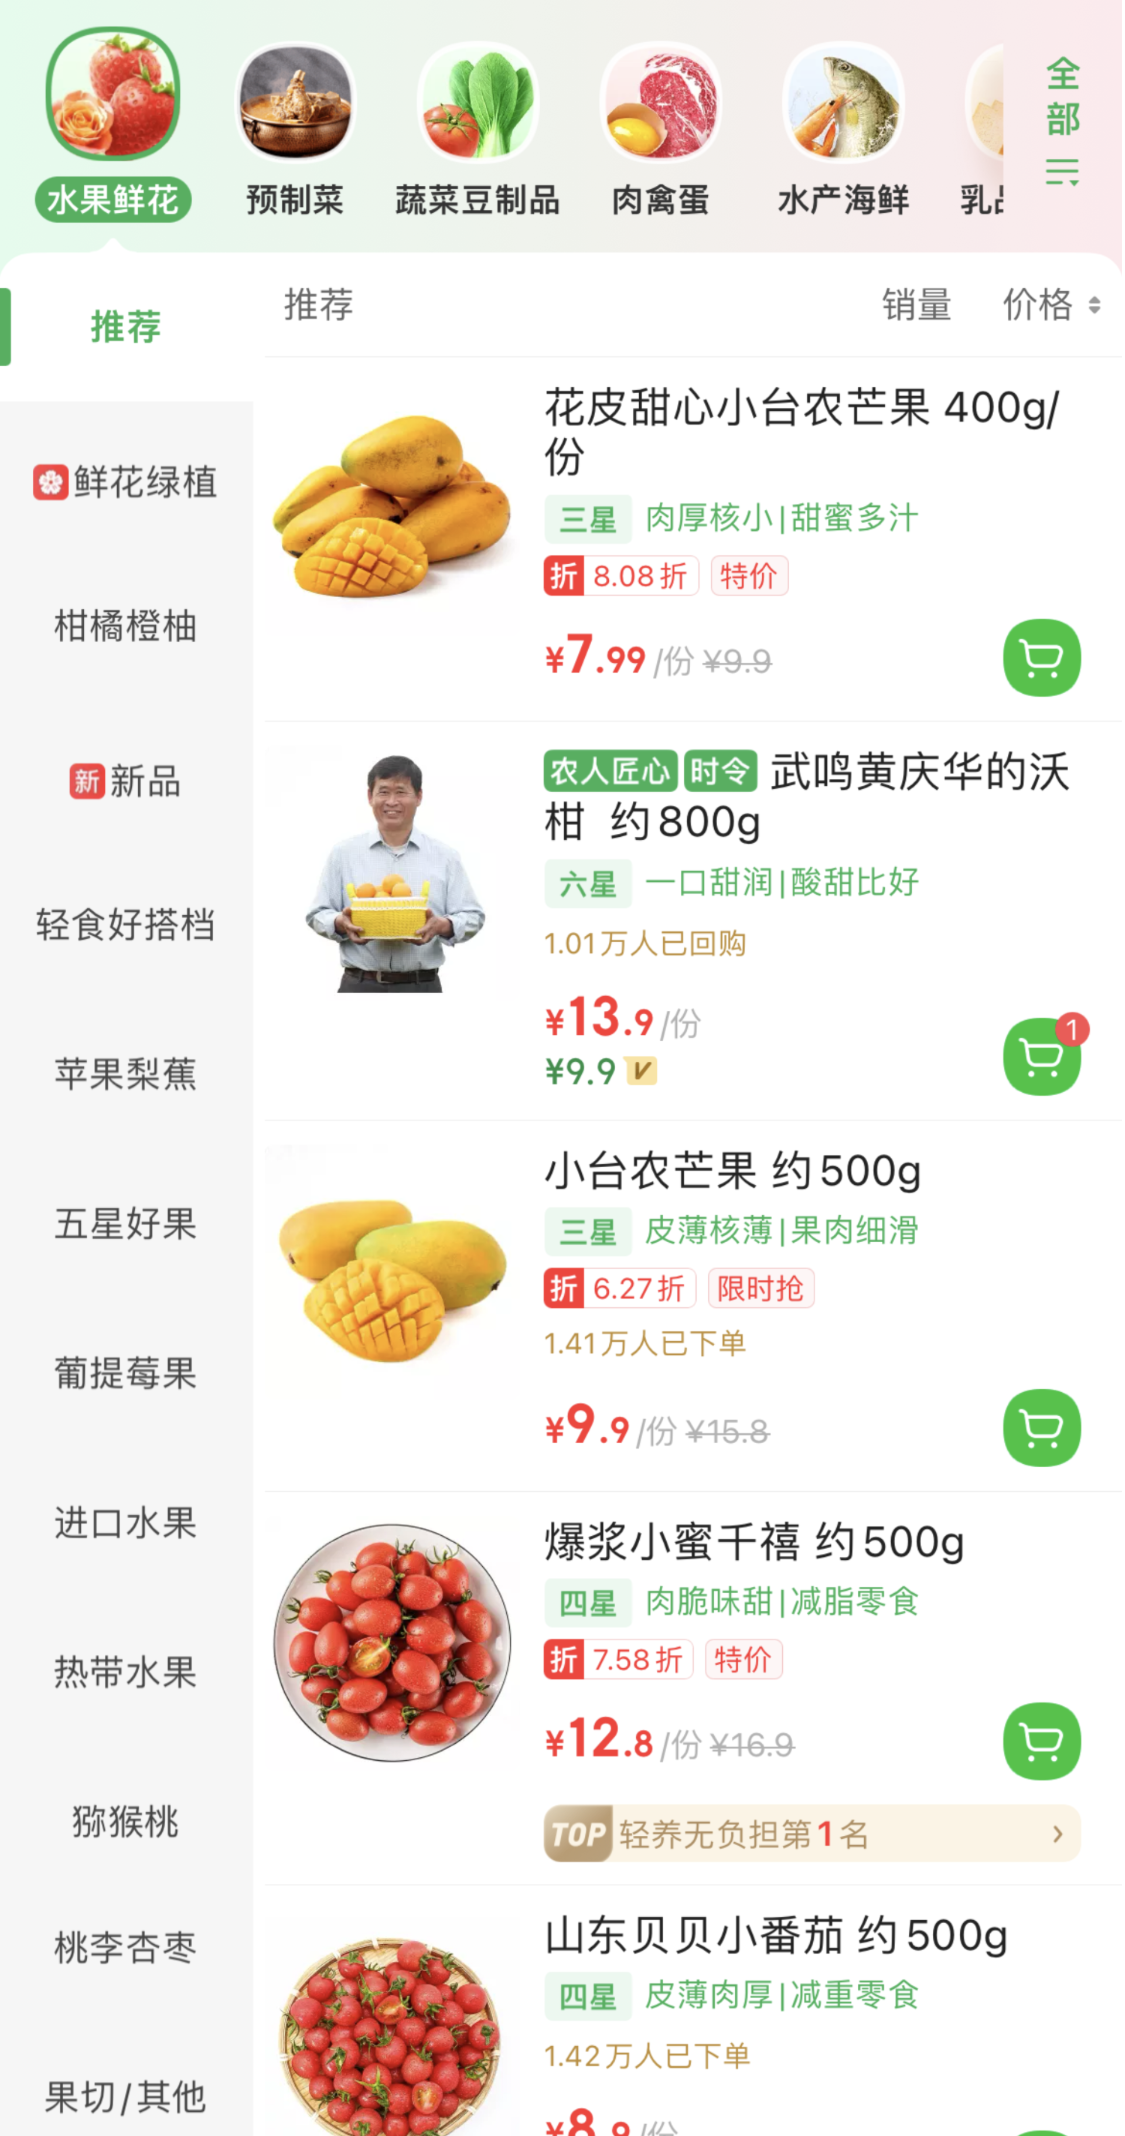 水果鲜花
预制菜
蔬菜豆制品
肉禽蛋
水产海鲜
全部
推荐
鲜花绿植
柑橘橙柚
新 新品
轻食好搭档
苹果梨蕉
五星好果
葡提莓果
进口水果
热带水果
猕猴桃
桃李杏枣
果切/其他
推荐 销量 价格
花皮甜心小台农芒果 400g/
份
三星 肉厚核小|甜蜜多汁
折 8.08折 特价
¥7.99/份 ¥9.9
农人匠心 时令 武鸣黄庆华的沃
柑 约800g
六星 一口甜润|酸甜比好
1.01万人已回购
¥13.9/份
¥9.9 V
1
小台农芒果 约500g
三星 皮薄核薄|果肉细滑
折 6.27折 限时抢
1.41万人已下单
¥9.9/份 ¥15.8
爆浆小蜜千禧 约500g
四星 肉脆味甜|减脂零食
折 7.58折 特价
¥12.8/份 ¥16.9
TOP 轻养无负担第1名
山东贝贝小番茄 约500g
四星 皮薄肉厚|减重零食
1.42万人已下单
¥8.9/份